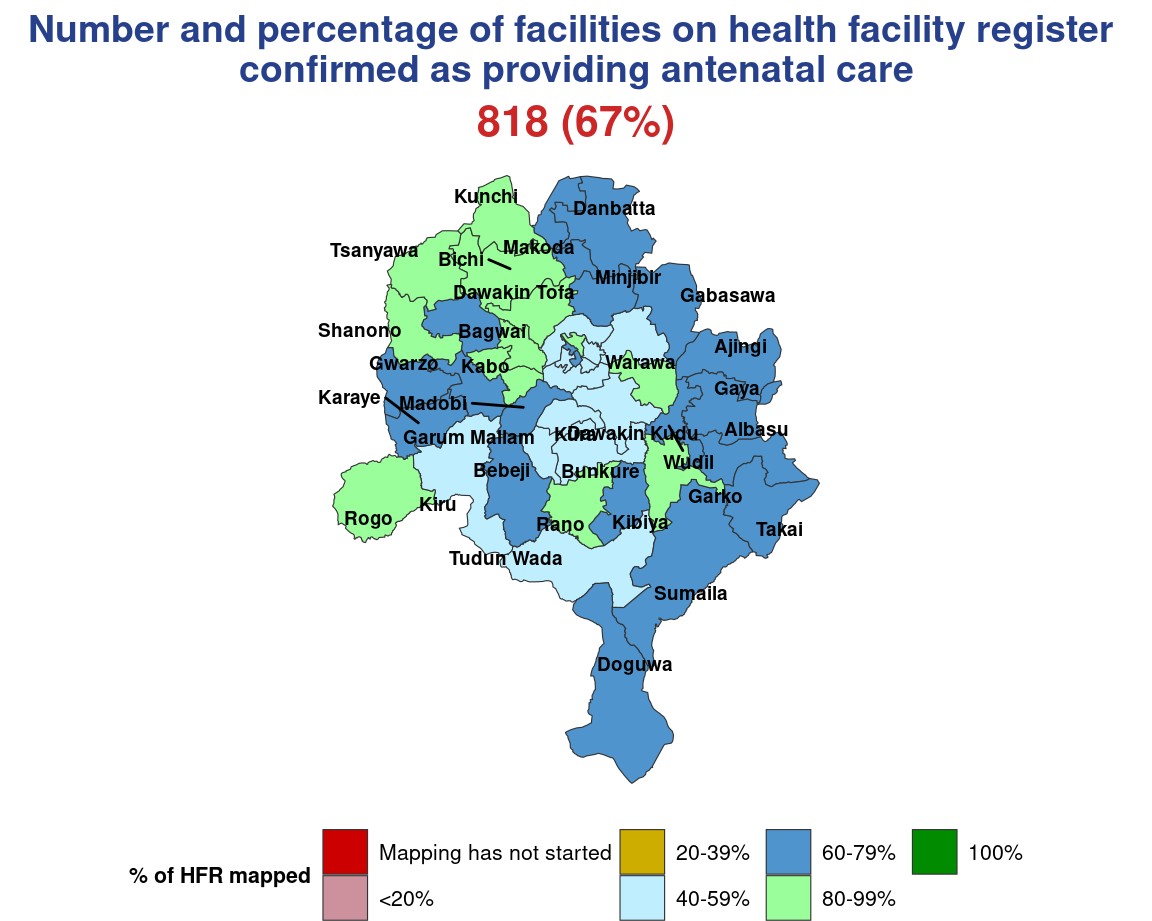 Number and percentage of facilities on health facility register
confirmed as providing antenatal care
818 (67%)
Kunchi
Danbatta
Tsanyawa
Makoda
Bichi
Minjibir
Dawakin Tofa
Gabasawa
Shanono
Bagwai
Ajingi
Gwarzo
Kabo
Warawa
Gaya
Karaye
Madobi
Albasu
Garum Mallam
Kura
Dawakin Kudu
Wudil
Bebeji
Bunkure
Garko
Kiru
Rogo
Rano
Kibiya
Takai
Tudun Wada
Sumaila
Doguwa
% of HFR mapped
Mapping has not started
20-39%
60-79%
100%
<20%
40-59%
80-99%